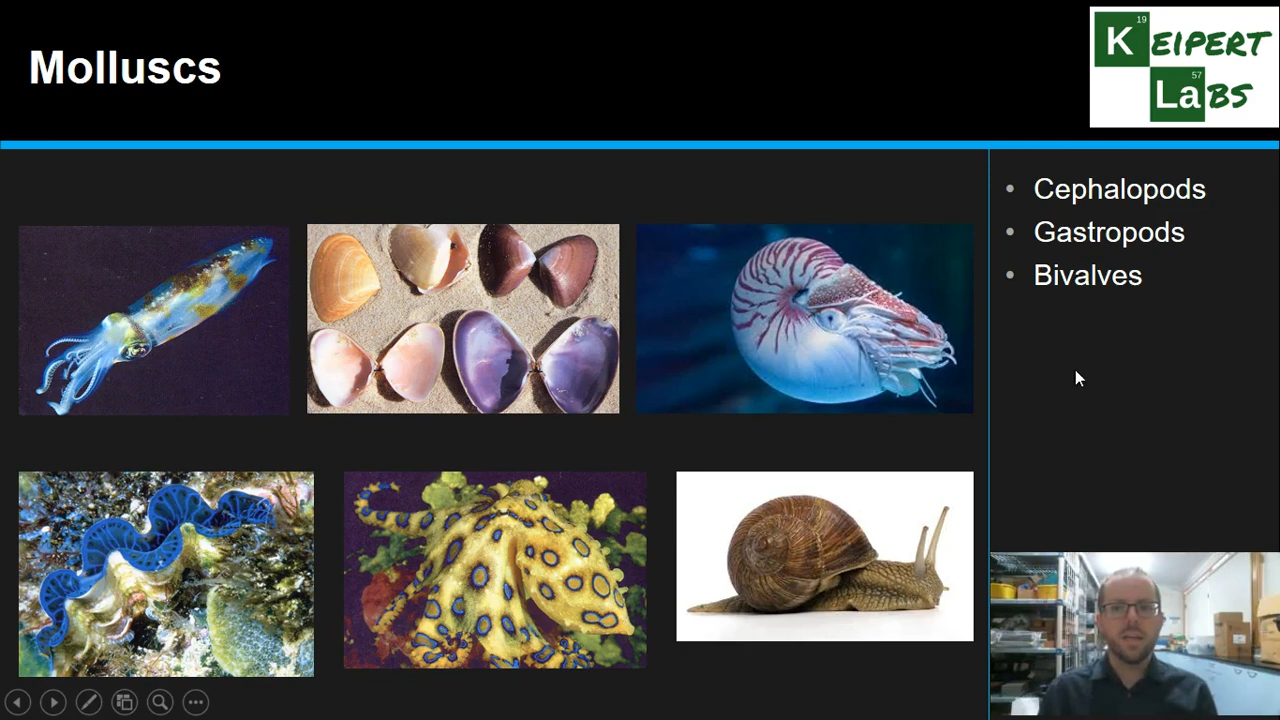 Molluscs
19
KEIPERT
57
LaBS
• Cephalopods
• Gastropods
• Bivalves